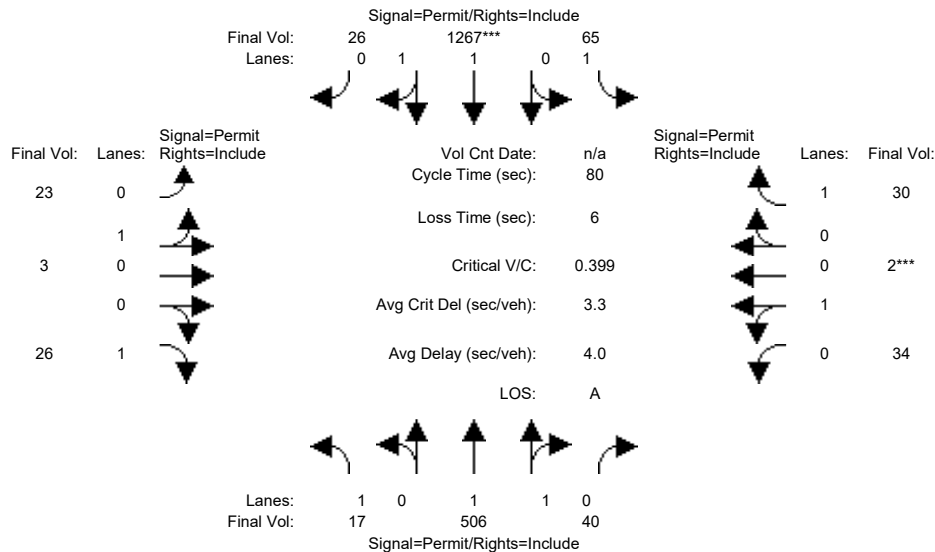 Signal=Permit/Rights=Include
Final Vol: 26 1267*** 65
Lanes: 0 1 1 0 1
Signal=Permit
Final Vol: Lanes: Rights=Include
Vol Cnt Date: n/a
Signal=Permit
Rights=Include Lanes: Final Vol:
Cycle Time (sec): 80
23 0
1 30
Loss Time (sec): 6
1
0
3 0
Critical V/C: 0.399
0 2***
0
Avg Crit Del (sec/veh): 3.3
1
26 1
Avg Delay (sec/veh): 4.0
0 34
LOS: A
Lanes: 1 0 1 1 0
Final Vol: 17 506 40
Signal=Permit/Rights=Include